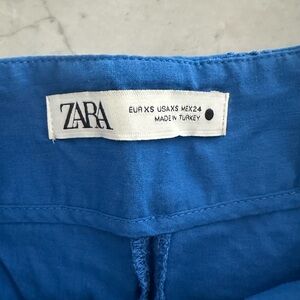 ZARA
EUR XS USA XS MEX 24
MADE IN TURKEY